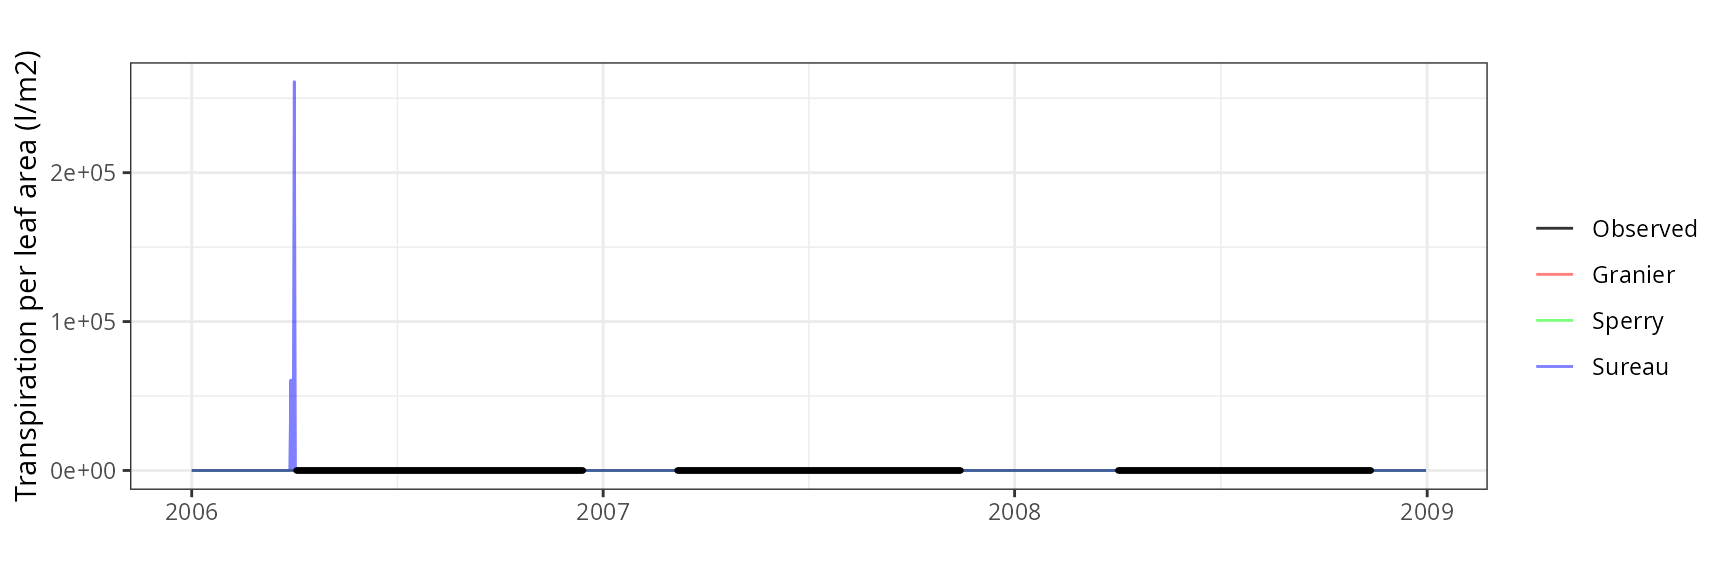 Transpiration per leaf area (l/m2)
2e+05
1e+05
0e+00
2006
2007
2008
2009
Observed
Granier
Sperry
Sureau